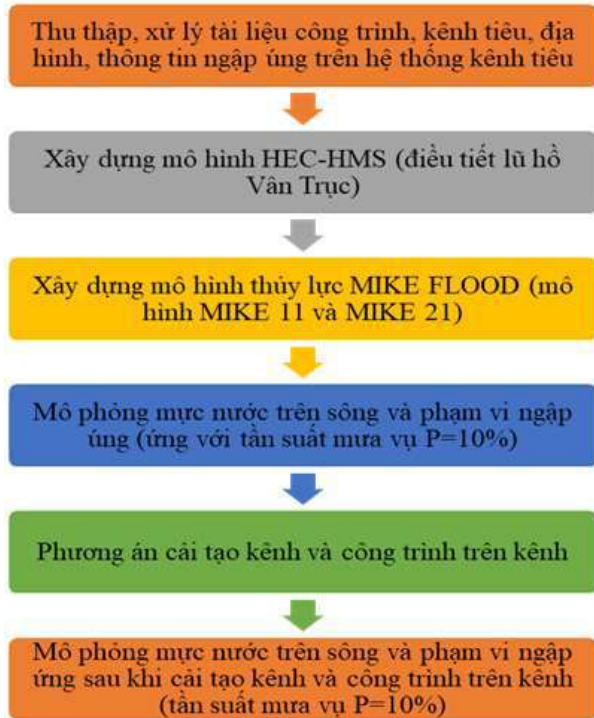 Thu thập, xử lý tài liệu công trình, kênh tiêu, địa
hình, thông tin ngập úng trên hệ thống kênh tiêu
Xây dựng mô hình HEC-HMS (điều tiết lũ hồ
Vân Trục)
Xây dựng mô hình thủy lực MIKE FLOOD (mô
hình MIKE 11 và MIKE 21)
Mô phỏng mực nước trên sông và phạm vi ngập
úng (ứng với tần suất mưa vụ P=10%)
Phương án cải tạo kênh và công trình trên kênh
Mô phỏng mực nước trên sông và phạm vi ngập
ứng sau khi cải tạo kênh và công trình trên kênh
(tần suất mưa vụ P=10%)